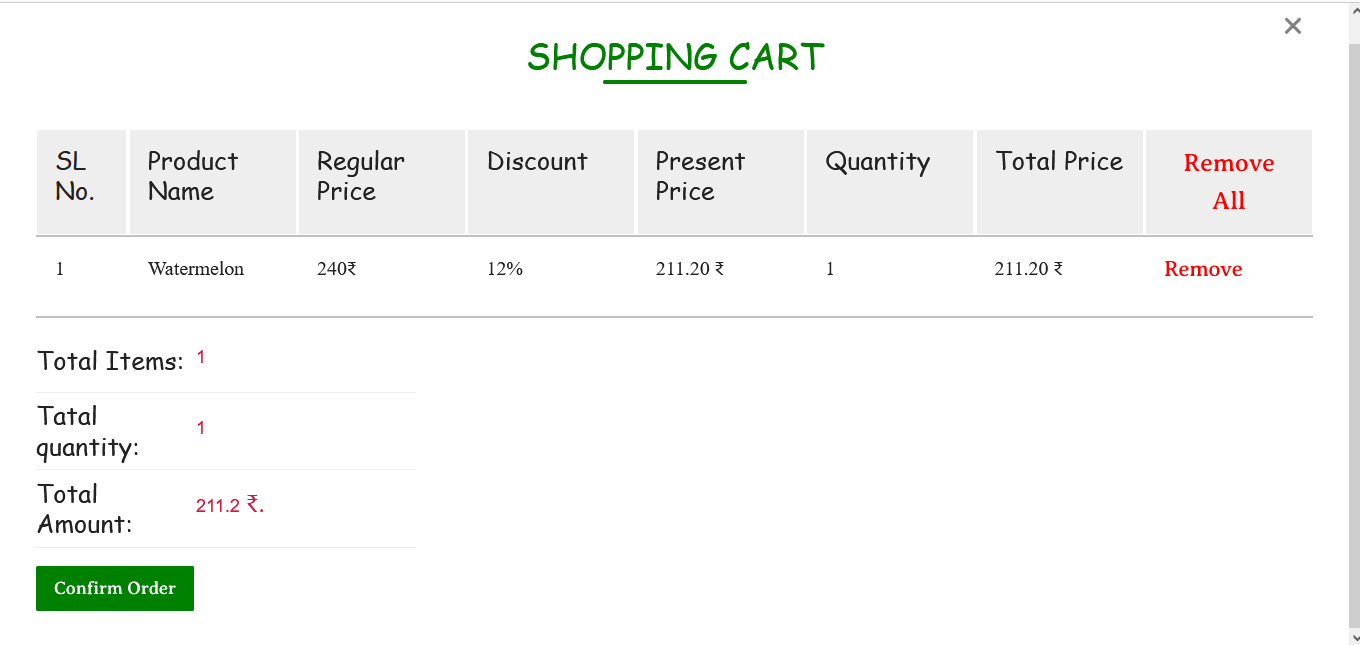 SHOPPING CART
SL No.
Product Name
Regular Price
Discount
Present Price
Quantity
Total Price
Remove All
1
Watermelon
240₹
12%
211.20 ₹
1
211.20 ₹
Remove
Total Items: 1
Tatal quantity: 1
Total Amount: 211.2 ₹.
Confirm Order